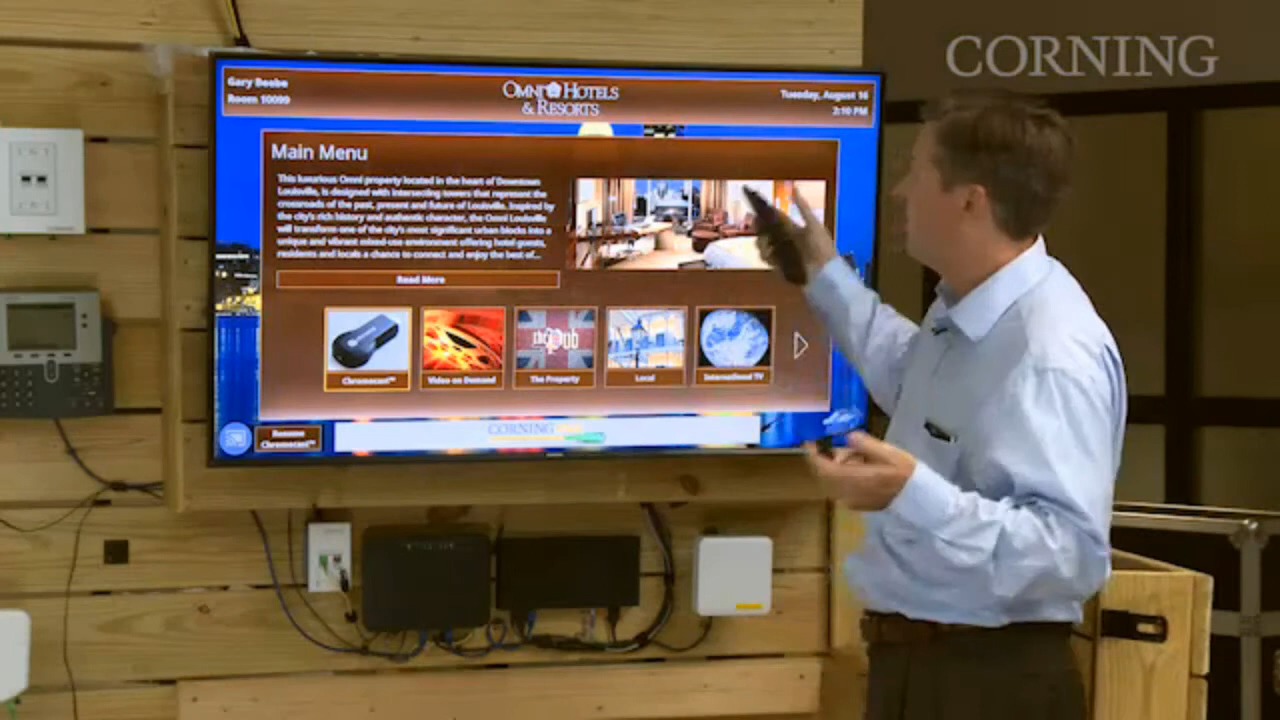 CORNING
Gary Beebe
Room 10099
OMNI HOTELS
& RESORTS
Tuesday, August 16
3:10 PM
Main Menu
This luxurious Omni property located in the heart of Downtown
Louisville, is designed with intersecting towers that represent the
crossroads of the past, present and future of Louisville. Inspired by
the city's rich history and authentic character, the Omni Louisville
will transform one of the city's most significant urban blocks into a
unique and vibrant mixed-use environment offering hotel guests,
residents and locals a chance to connect and enjoy the best of...
Read More
the Pub
Chromecast™
Video on Demand
The Property
Local
International TV
Rename
Chromecast™
CORNING